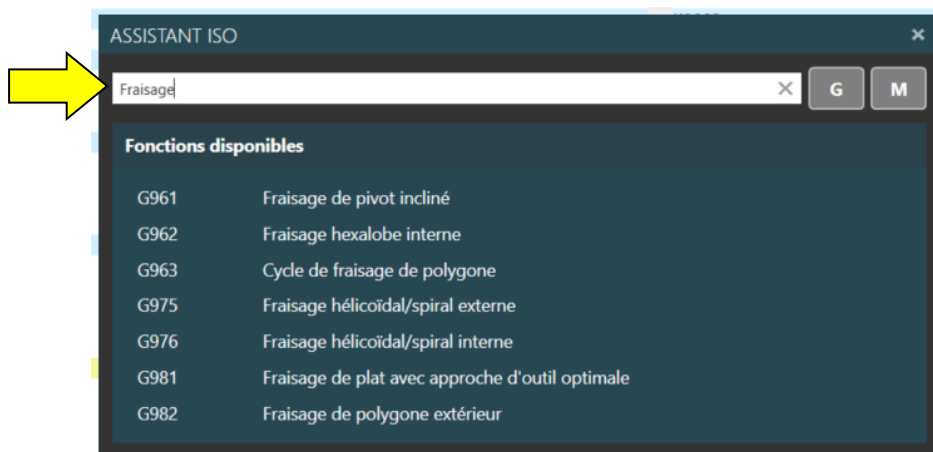 ASSISTANT ISO
Fraisage
G M
Fonctions disponibles
G961 Fraisage de pivot incliné
G962 Fraisage hexalobe interne
G963 Cycle de fraisage de polygone
G975 Fraisage hélicoïdal/spiral externe
G976 Fraisage hélicoïdal/spiral interne
G981 Fraisage de plat avec approche d'outil optimale
G982 Fraisage de polygone extérieur